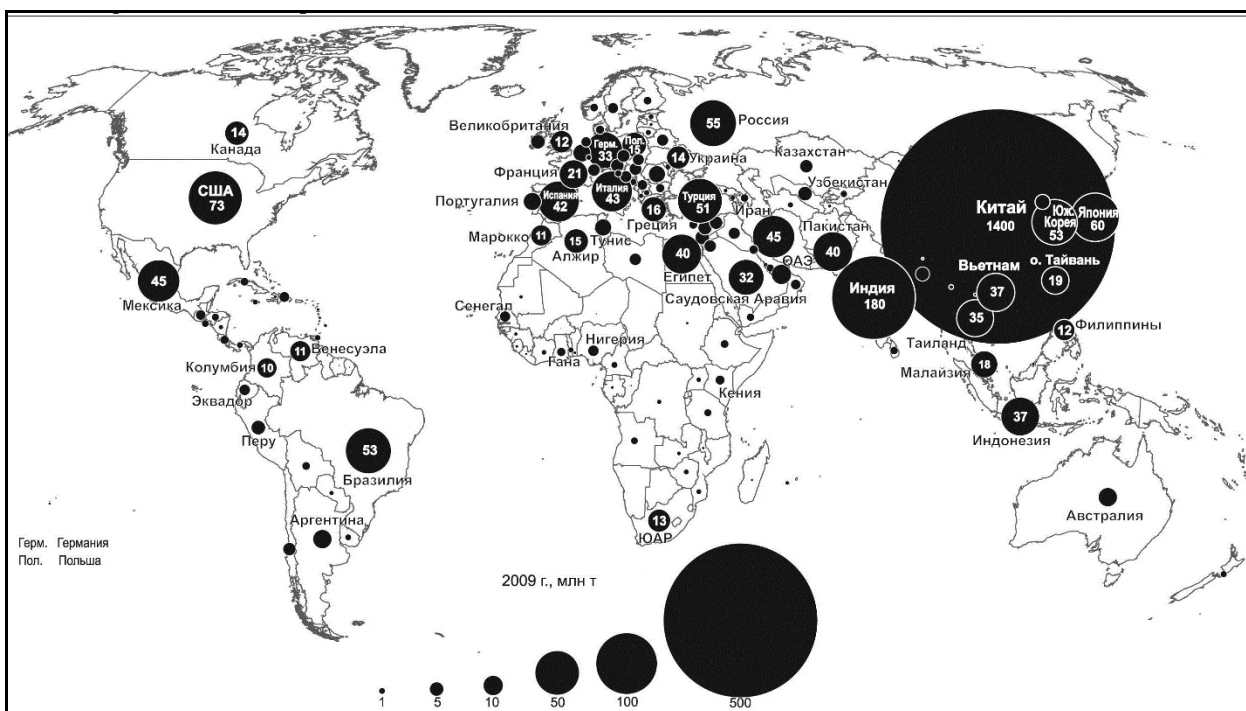 14
Канада
США
73
45
Мексика
Великобритания
12
Герм.
33
Пол.
15
55
Россия
14
Украина
Франция
21
Португалия
Испания
42
Италия
43
Турция
51
16
Греция
Марокко
11
15
Алжир
Тунис
40
Египет
32
Саудовская Аравия
Иран
45
ОАЭ
Казахстан
Узбекистан
Пакистан
40
Индия
180
Китай
1400
Юж.
Корея
53
Япония
60
о. Тайвань
19
Вьетнам
37
35
Таиланд
12
Филиппины
18
Малайзия
37
Индонезия
Сенегал
Гана
Нигерия
Кения
Венесуэла
11
Колумбия
10
Эквадор
Перу
53
Бразилия
Аргентина
13
ЮАР
Австралия
Герм. Германия
Пол. Польша
2009 г., млн т
1 5 10 50 100 500